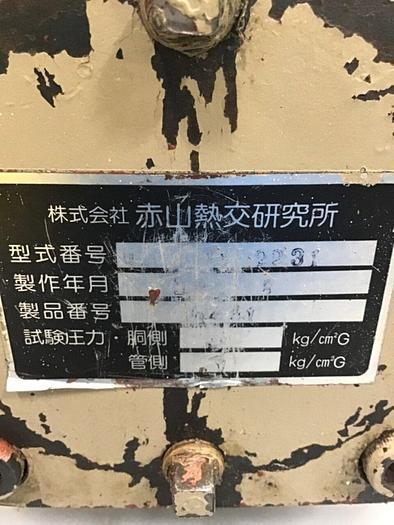 株式会社 赤山熱交研究所
型式番号
製作年月
製品番号
試験圧力・胴側 kg/cm²G
管側 kg/cm²G